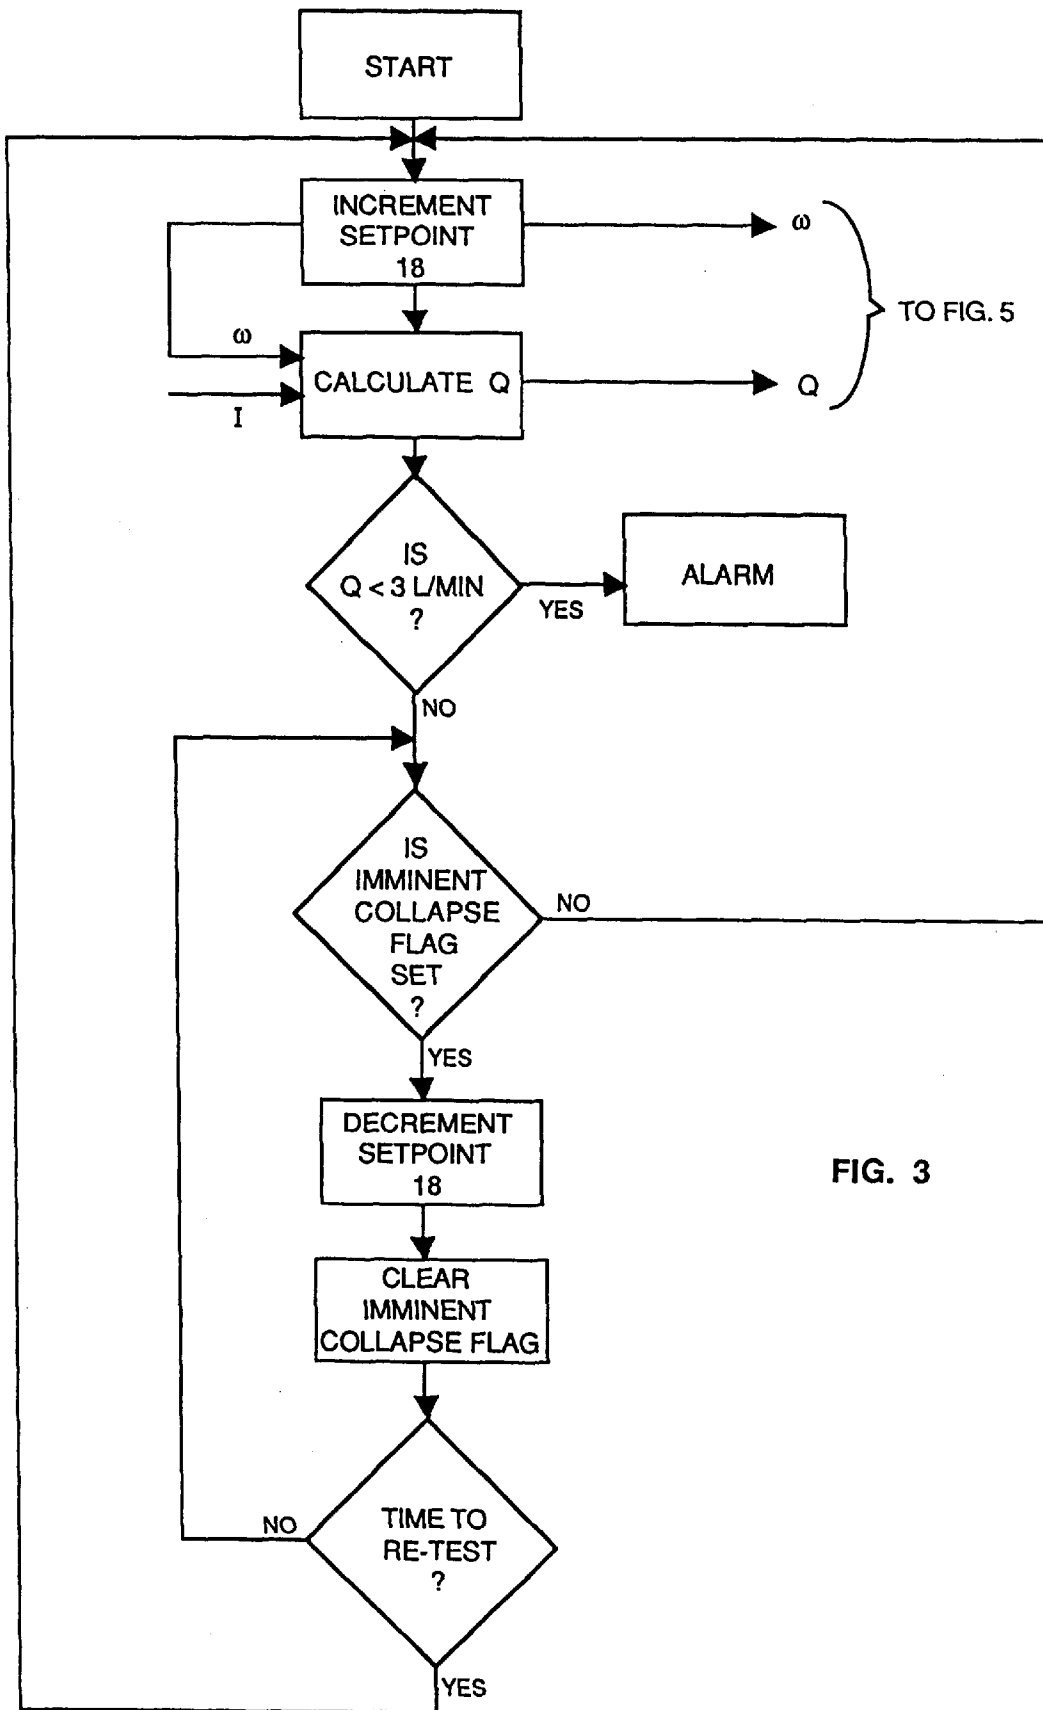 START
INCREMENT
SETPOINT
18
ω
ω
I
CALCULATE Q
Q
TO FIG. 5
IS
Q < 3 L/MIN
?
YES
ALARM
NO
IS
IMMINENT
COLLAPSE
FLAG
SET
?
NO
YES
DECREMENT
SETPOINT
18
FIG. 3
CLEAR
IMMINENT
COLLAPSE FLAG
NO
TIME TO
RE-TEST
?
YES